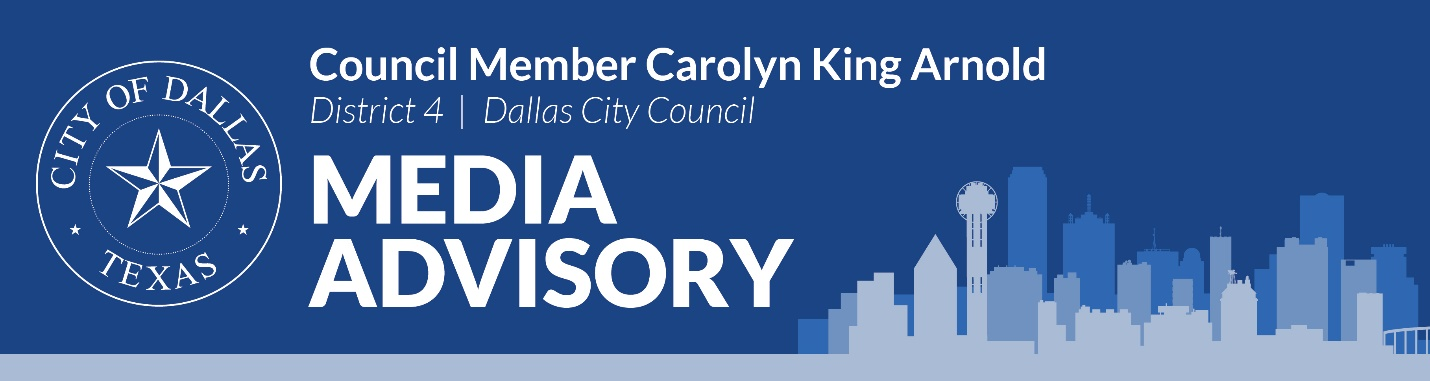 CITY OF DALLAS
TEXAS
Council Member Carolyn King Arnold
District 4 | Dallas City Council
MEDIA
ADVISORY